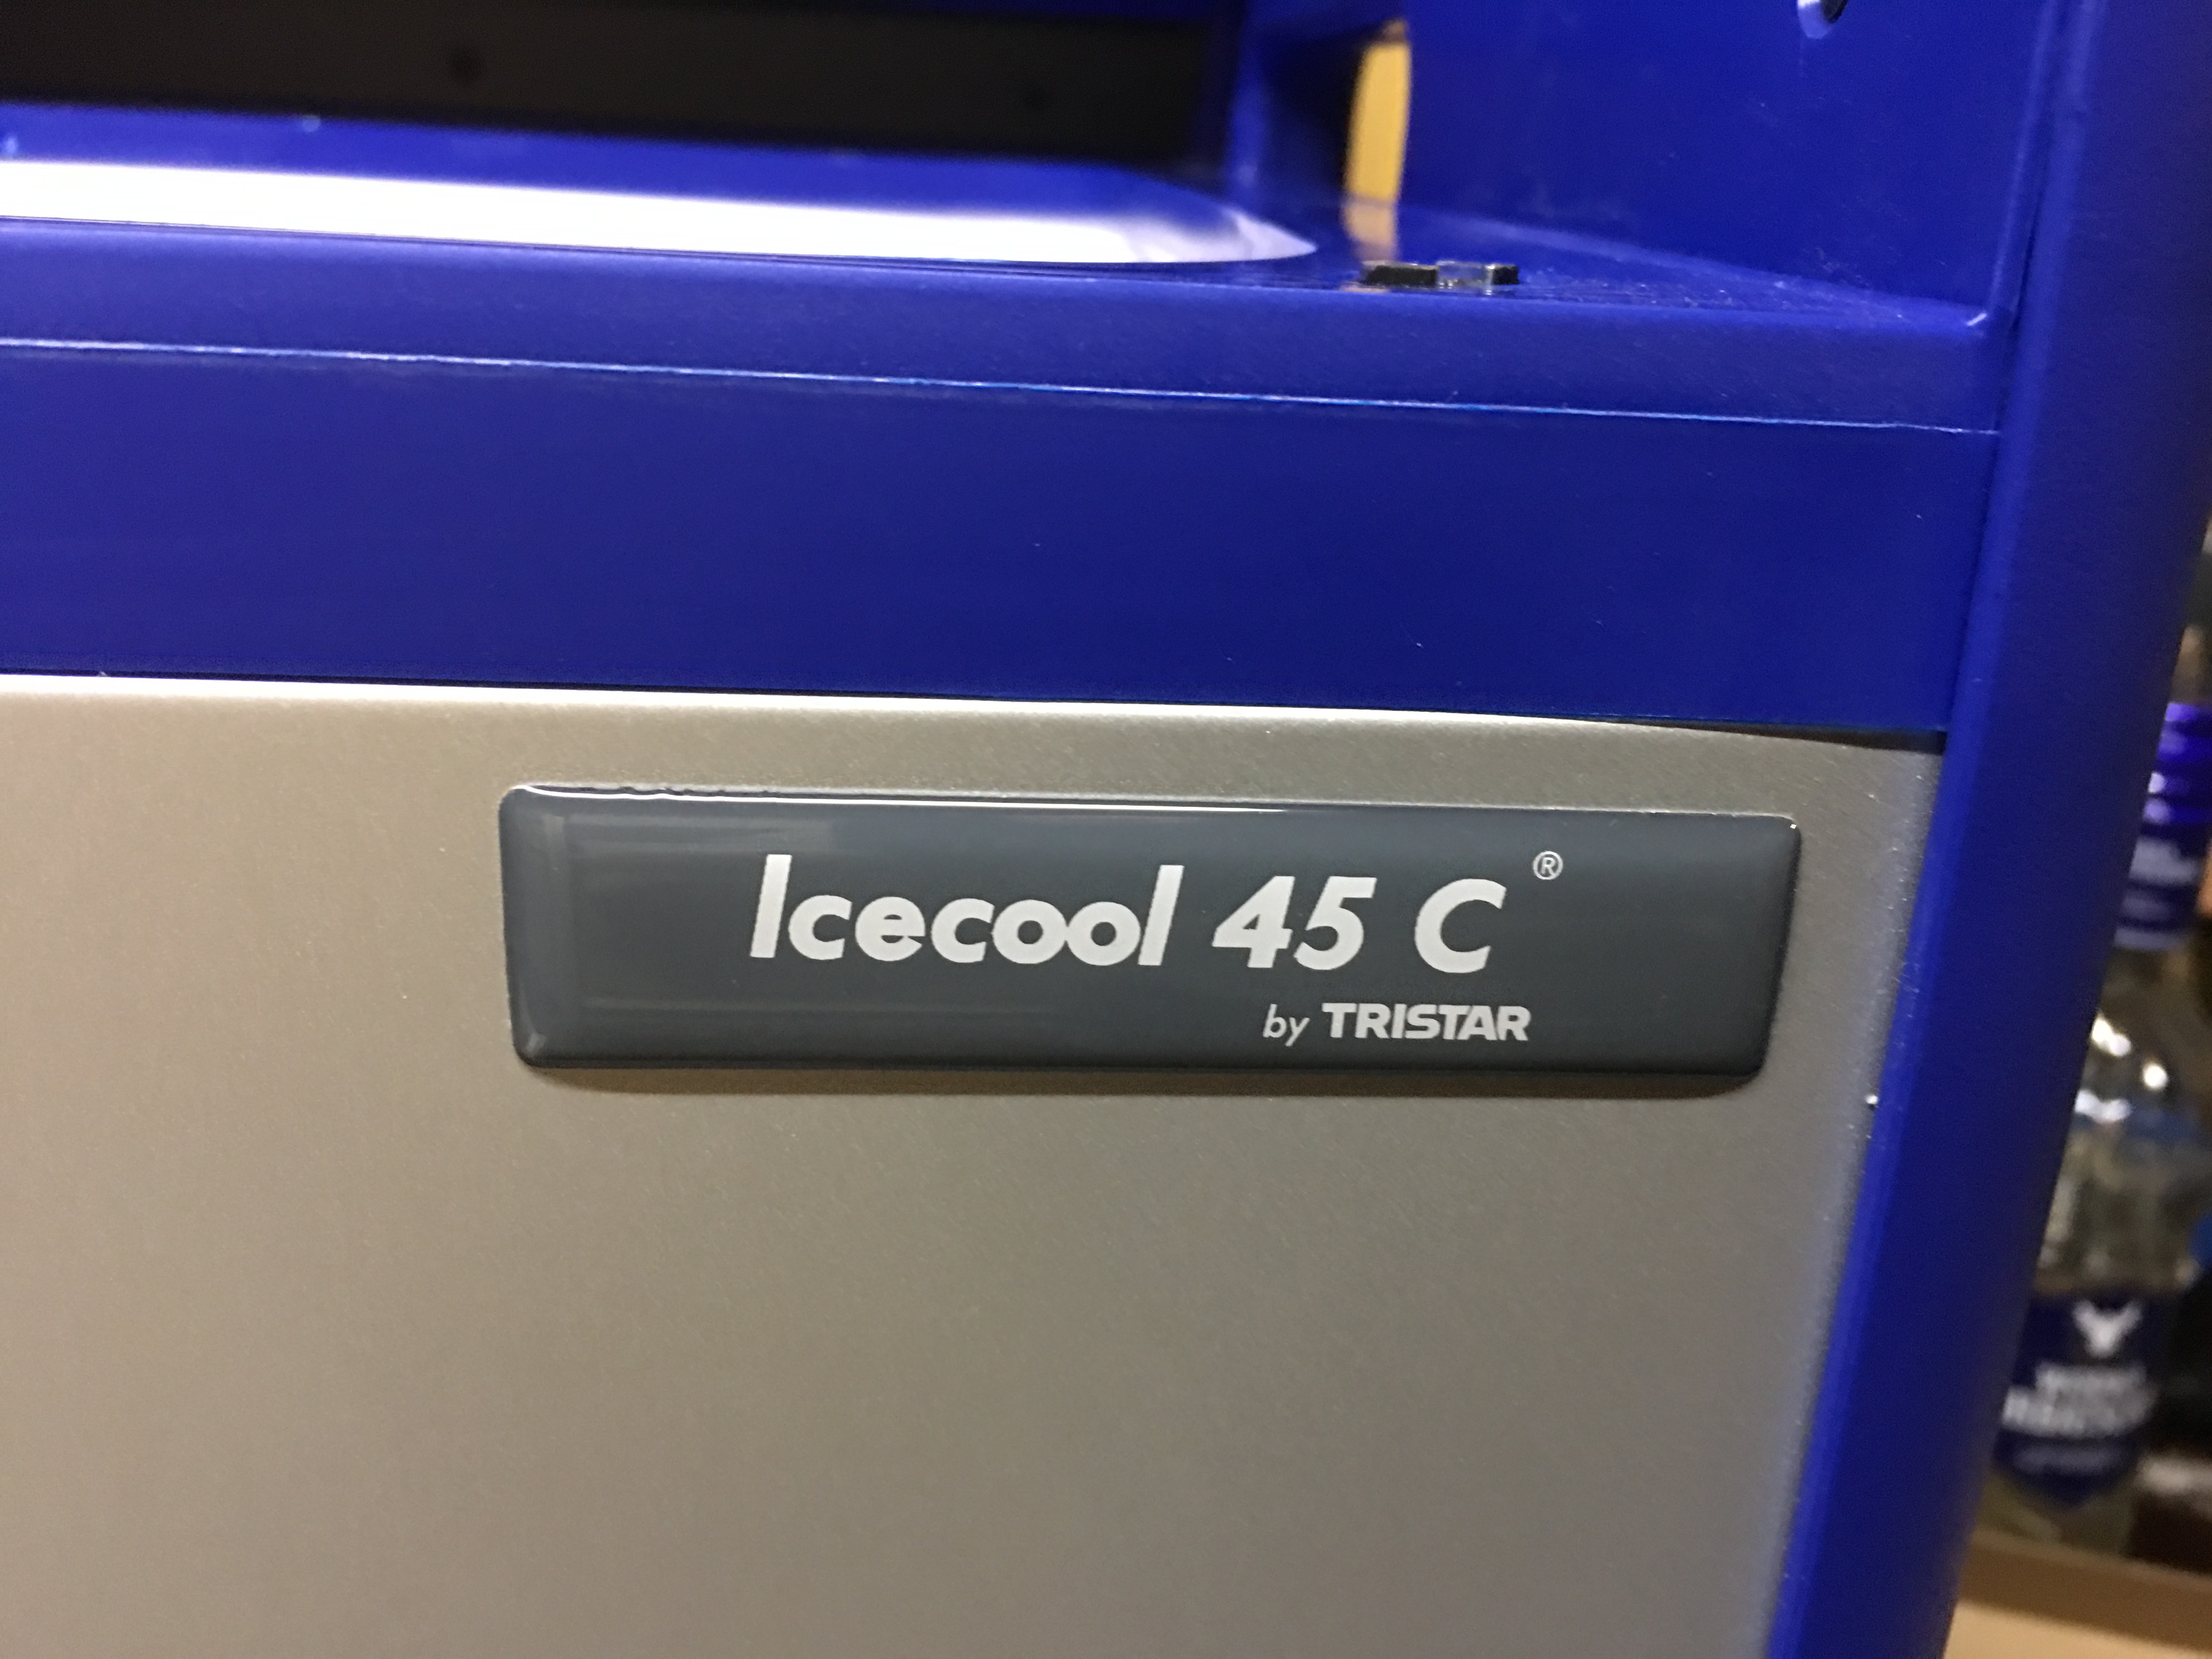 Icecool 45 C ®
by TRISTAR